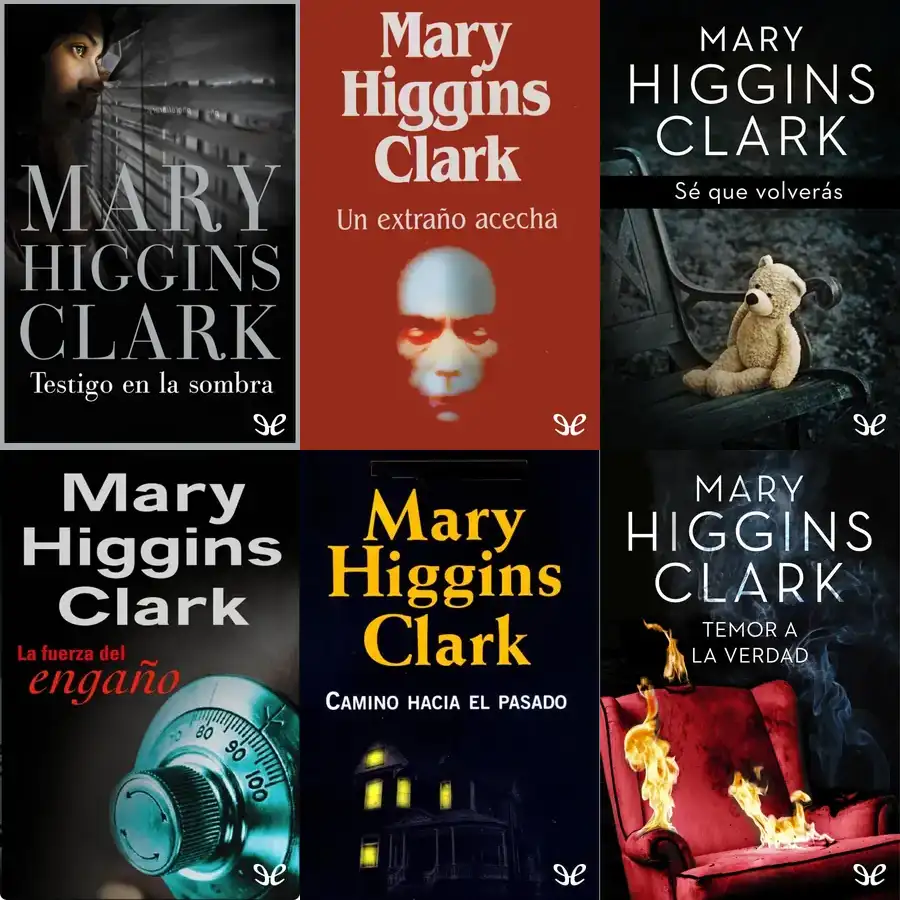 MARY
HIGGINS
CLARK
Testigo en la sombra
Mary
Higgins
Clark
Un extraño acecha
MARY
HIGGINS
CLARK
Sé que volverás
Mary
Higgins
Clark
La fuerza del
engaño
70 80 90 100
Mary
Higgins
Clark
CAMINO HACIA EL PASADO
MARY
HIGGINS
CLARK
TEMOR A
LA VERDAD